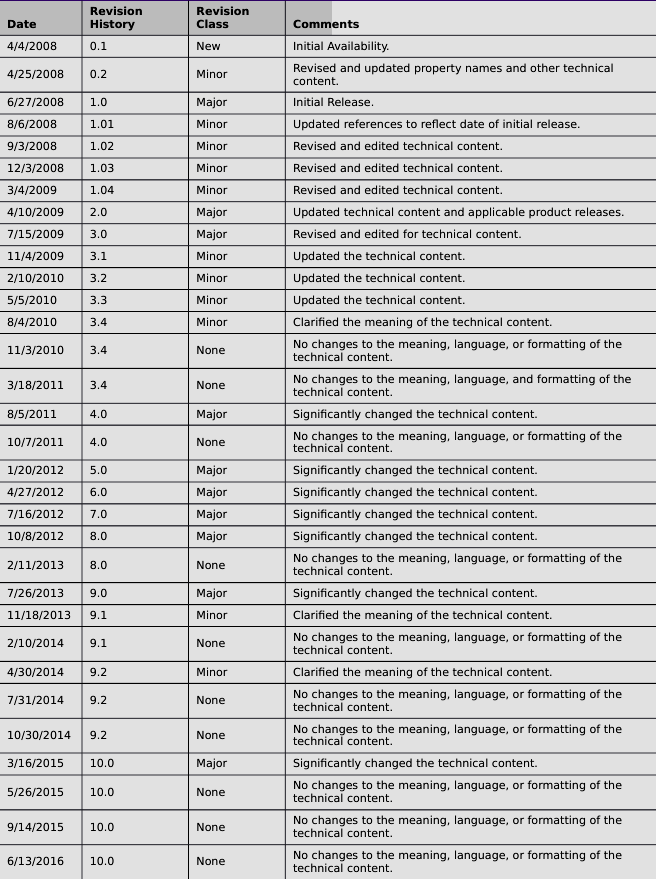 Date Revision History Revision Class Comments
4/4/2008 0.1 New Initial Availability.
4/25/2008 0.2 Minor Revised and updated property names and other technical
content.
6/27/2008 1.0 Major Initial Release.
8/6/2008 1.01 Minor Updated references to reflect date of initial release.
9/3/2008 1.02 Minor Revised and edited technical content.
12/3/2008 1.03 Minor Revised and edited technical content.
3/4/2009 1.04 Minor Revised and edited technical content.
4/10/2009 2.0 Major Updated technical content and applicable product releases.
7/15/2009 3.0 Major Revised and edited for technical content.
11/4/2009 3.1 Minor Updated the technical content.
2/10/2010 3.2 Minor Updated the technical content.
5/5/2010 3.3 Minor Updated the technical content.
8/4/2010 3.4 Minor Clarified the meaning of the technical content.
11/3/2010 3.4 None No changes to the meaning, language, or formatting of the
technical content.
3/18/2011 3.4 None No changes to the meaning, language, and formatting of the
technical content.
8/5/2011 4.0 Major Significantly changed the technical content.
10/7/2011 4.0 None No changes to the meaning, language, or formatting of the
technical content.
1/20/2012 5.0 Major Significantly changed the technical content.
4/27/2012 6.0 Major Significantly changed the technical content.
7/16/2012 7.0 Major Significantly changed the technical content.
10/8/2012 8.0 Major Significantly changed the technical content.
2/11/2013 8.0 None No changes to the meaning, language, or formatting of the
technical content.
7/26/2013 9.0 Major Significantly changed the technical content.
11/18/2013 9.1 Minor Clarified the meaning of the technical content.
2/10/2014 9.1 None No changes to the meaning, language, or formatting of the
technical content.
4/30/2014 9.2 Minor Clarified the meaning of the technical content.
7/31/2014 9.2 None No changes to the meaning, language, or formatting of the
technical content.
10/30/2014 9.2 None No changes to the meaning, language, or formatting of the
technical content.
3/16/2015 10.0 Major Significantly changed the technical content.
5/26/2015 10.0 None No changes to the meaning, language, or formatting of the
technical content.
9/14/2015 10.0 None No changes to the meaning, language, or formatting of the
technical content.
6/13/2016 10.0 None No changes to the meaning, language, or formatting of the
technical content.